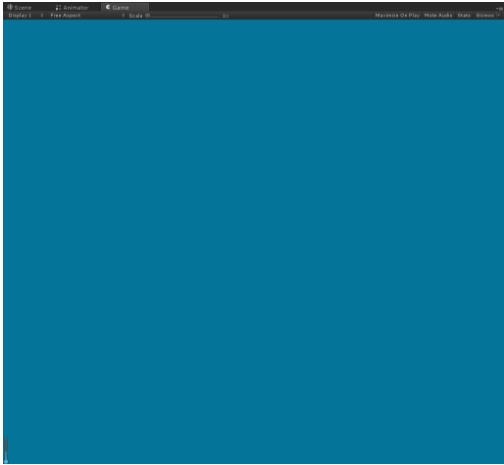 Scene Animator Game
Display 1 Free Aspect Scale 1x Maximize On Play Mute Audio Stats Gizmos